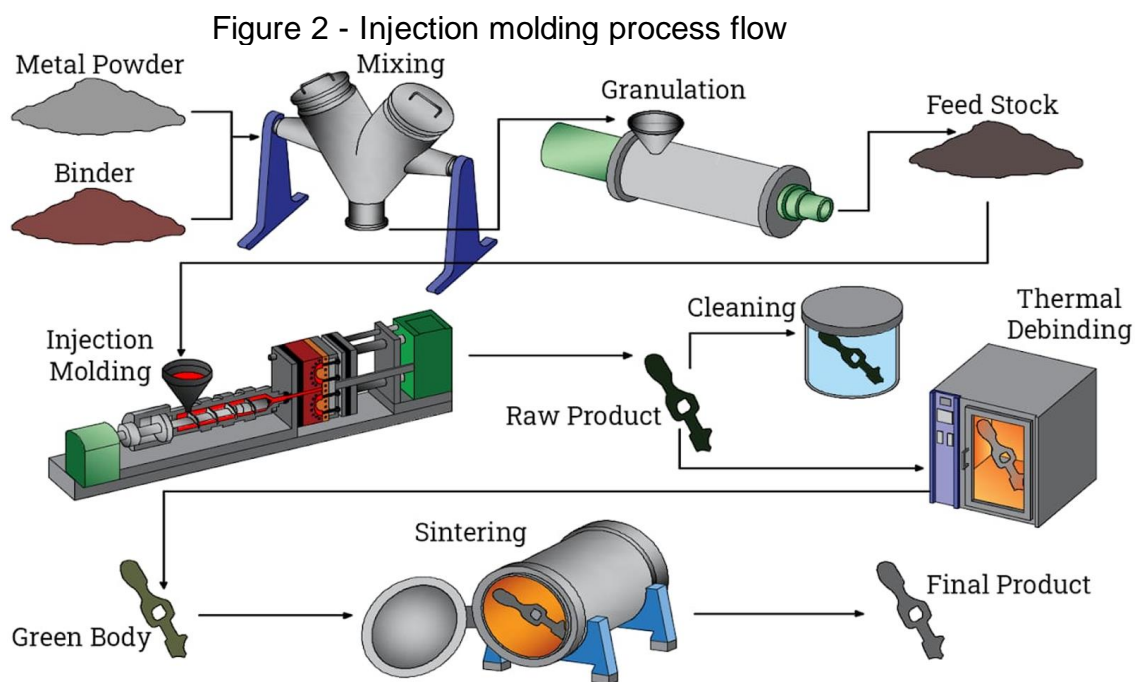 Figure 2 - Injection molding process flow
Metal Powder
Mixing
Granulation
Feed Stock
Binder
Injection
Molding
Cleaning
Thermal
Debinding
Raw Product
Sintering
Green Body
Final Product